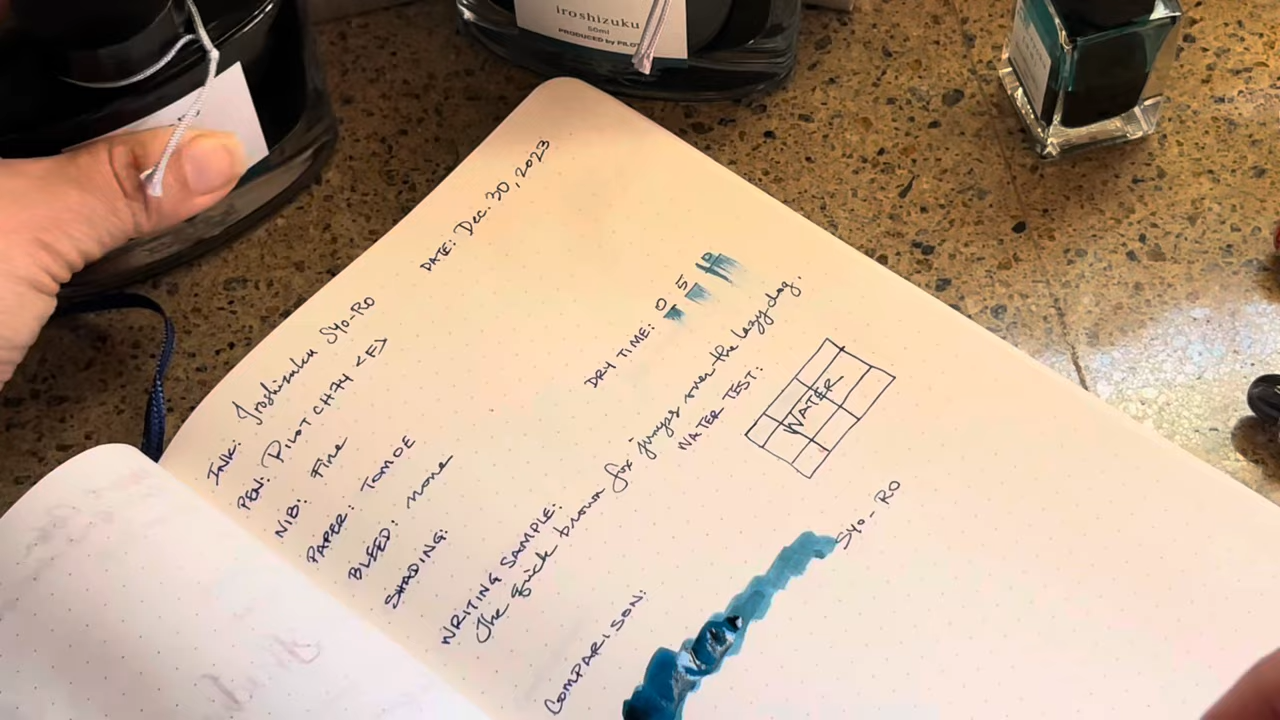 iroshizuku
50ml
PRODUCED by PILOT
DATE: Dec. 30, 2023
INK: Iroshizuku SYO-RO
PEN: PILOT CH74 <F>
NIB: Fine
PAPER: TOMOE
BLEED: none
SHADING:
DRY TIME: 0 5 10
WRITING SAMPLE:
The quick brown fox jumps over the lazy dog.
WATER TEST:
WATER
COMPARISON:
SYO-RO